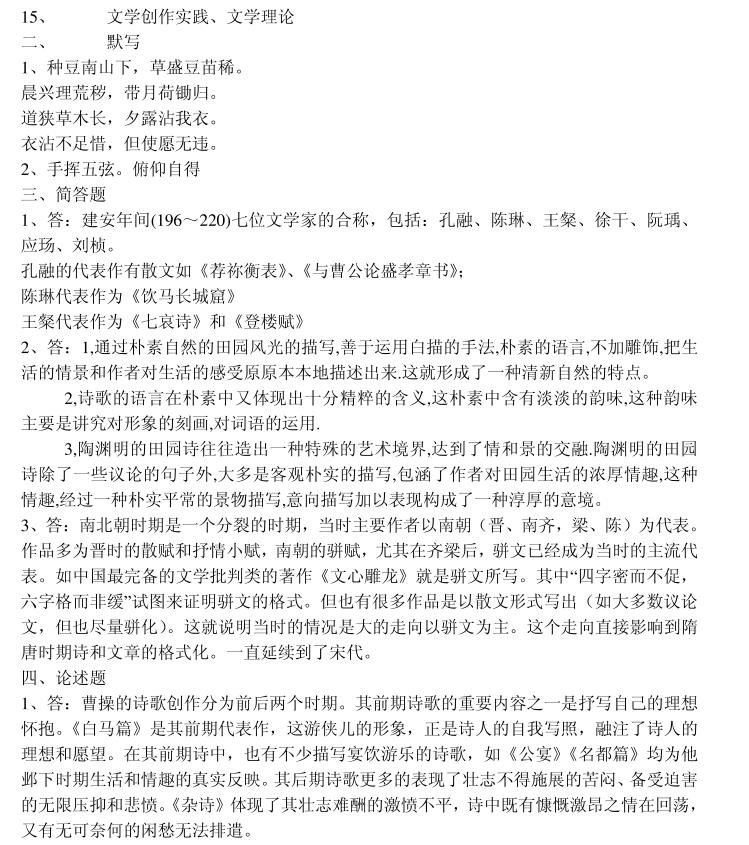 15、 文学创作实践、文学理论
二、 默写
1、种豆南山下，草盛豆苗稀。
晨兴理荒秽，带月荷锄归。
道狭草木长，夕露沾我衣。
衣沾不足惜，但使愿无违。
2、手挥五弦。俯仰自得
三、简答题
1、答：建安年间(196～220)七位文学家的合称，包括：孔融、陈琳、王粲、徐干、阮瑀、
应玚、刘桢。
孔融的代表作有散文如《荐祢衡表》、《与曹公论盛孝章书》；
陈琳代表作为《饮马长城窟》
王粲代表作为《七哀诗》和《登楼赋》
2、答：1,通过朴素自然的田园风光的描写,善于运用白描的手法,朴素的语言,不加雕饰,把生
活的情景和作者对生活的感受原原本本地描述出来.这就形成了一种清新自然的特点。
2,诗歌的语言在朴素中又体现出十分精粹的含义,这朴素中含有淡淡的韵味,这种韵味
主要是讲究对形象的刻画,对词语的运用.
3,陶渊明的田园诗往往造出一种特殊的艺术境界,达到了情和景的交融.陶渊明的田园
诗除了一些议论的句子外,大多是客观朴实的描写,包涵了作者对田园生活的浓厚情趣,这种
情趣,经过一种朴实平常的景物描写,意向描写加以表现构成了一种淳厚的意境。
3、答：南北朝时期是一个分裂的时期，当时主要作者以南朝（晋、南齐，梁、陈）为代表。
作品多为晋时的散赋和抒情小赋，南朝的骈赋，尤其在齐梁后，骈文已经成为当时的主流代
表。如中国最完备的文学批判类的著作《文心雕龙》就是骈文所写。其中“四字密而不促，
六字格而非缓”试图来证明骈文的格式。但也有很多作品是以散文形式写出（如大多数议论
文，但也尽量骈化）。这就说明当时的情况是大的走向以骈文为主。这个走向直接影响到隋
唐时期诗和文章的格式化。一直延续到了宋代。
四、论述题
1、答：曹操的诗歌创作分为前后两个时期。其前期诗歌的重要内容之一是抒写自己的理想
怀抱。《白马篇》是其前期代表作，这游侠儿的形象，正是诗人的自我写照，融注了诗人的
理想和愿望。在其前期诗中，也有不少描写宴饮游乐的诗歌，如《公宴》《名都篇》均为他
邺下时期生活和情趣的真实反映。其后期诗歌更多的表现了壮志不得施展的苦闷、备受迫害
的无限压抑和悲愤。《杂诗》体现了其壮志难酬的激愤不平，诗中既有慷慨激昂之情在回荡，
又有无可奈何的闲愁无法排遣。